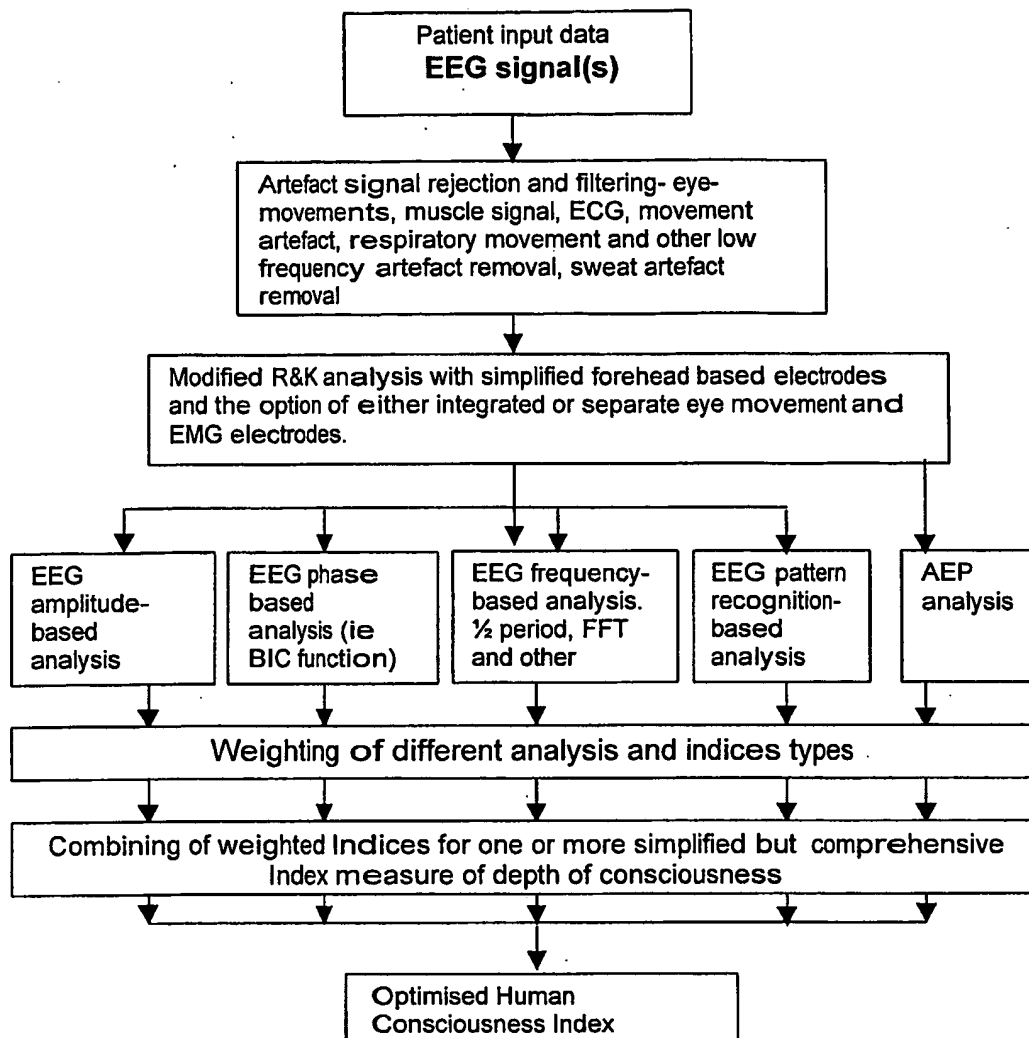 Patient input data
EEG signal(s)
Artefact signal rejection and filtering- eye-
movements, muscle signal, ECG, movement
artefact, respiratory movement and other low
frequency artefact removal, sweat artefact
removal
Modified R&K analysis with simplified forehead based electrodes
and the option of either integrated or separate eye movement and
EMG electrodes.
EEG
amplitude-
based
analysis
EEG phase
based
analysis (ie
BIC function)
EEG frequency-
based analysis.
½ period, FFT
and other
EEG pattern
recognition-
based
analysis
AEP
analysis
Weighting of different analysis and indices types
Combining of weighted Indices for one or more simplified but comprehensive
Index measure of depth of consciousness
Optimised Human
Consciousness Index